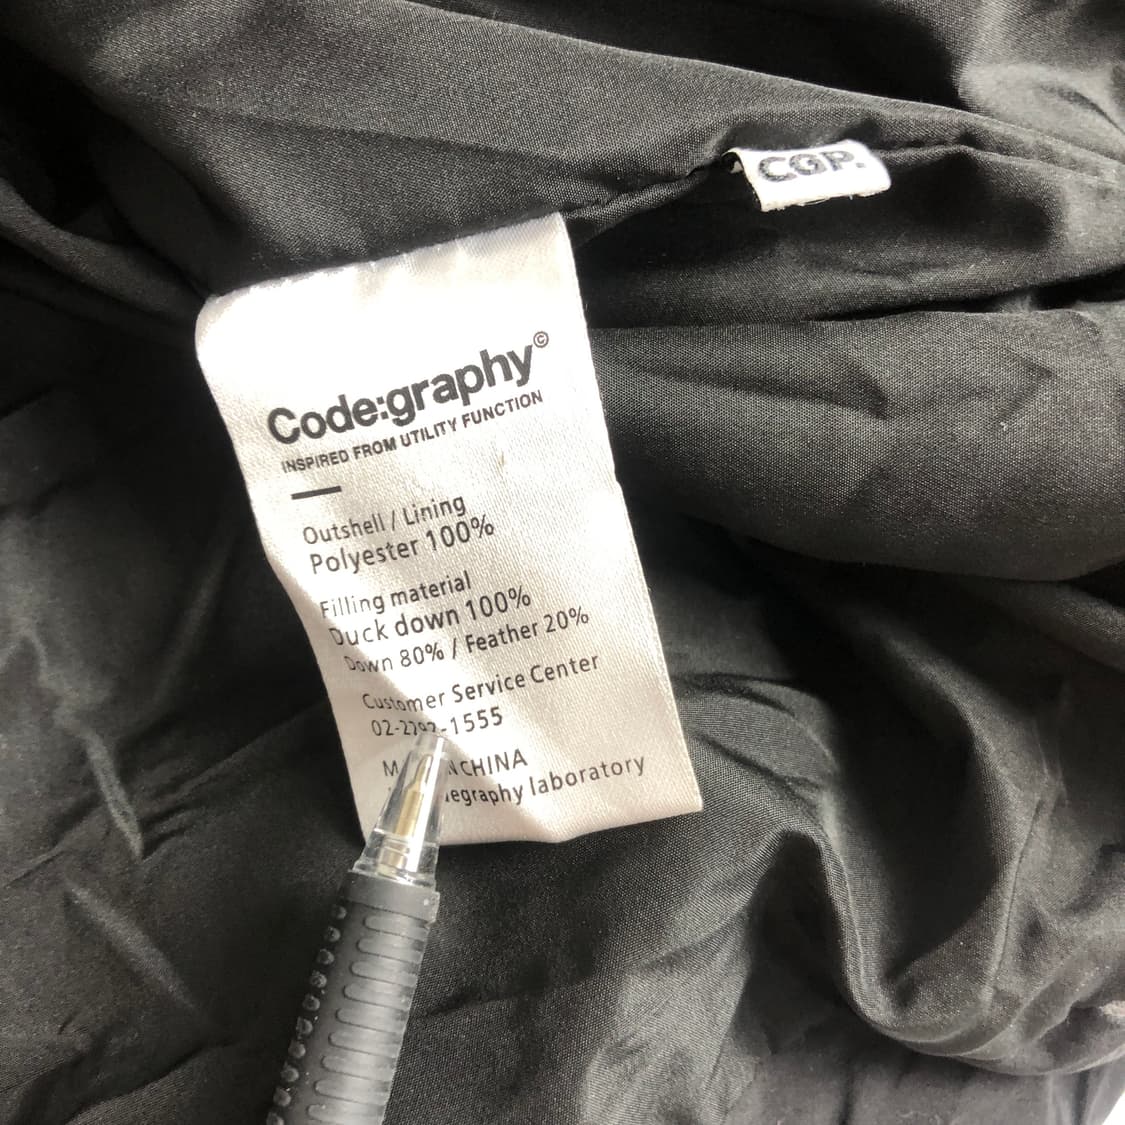 CGP.
Code:graphy©
INSPIRED FROM UTILITY FUNCTION
Outshell / Lining
Polyester 100%
Filling material
Duck down 100%
Down 80% / Feather 20%
Customer Service Center
CHINA
laboratory